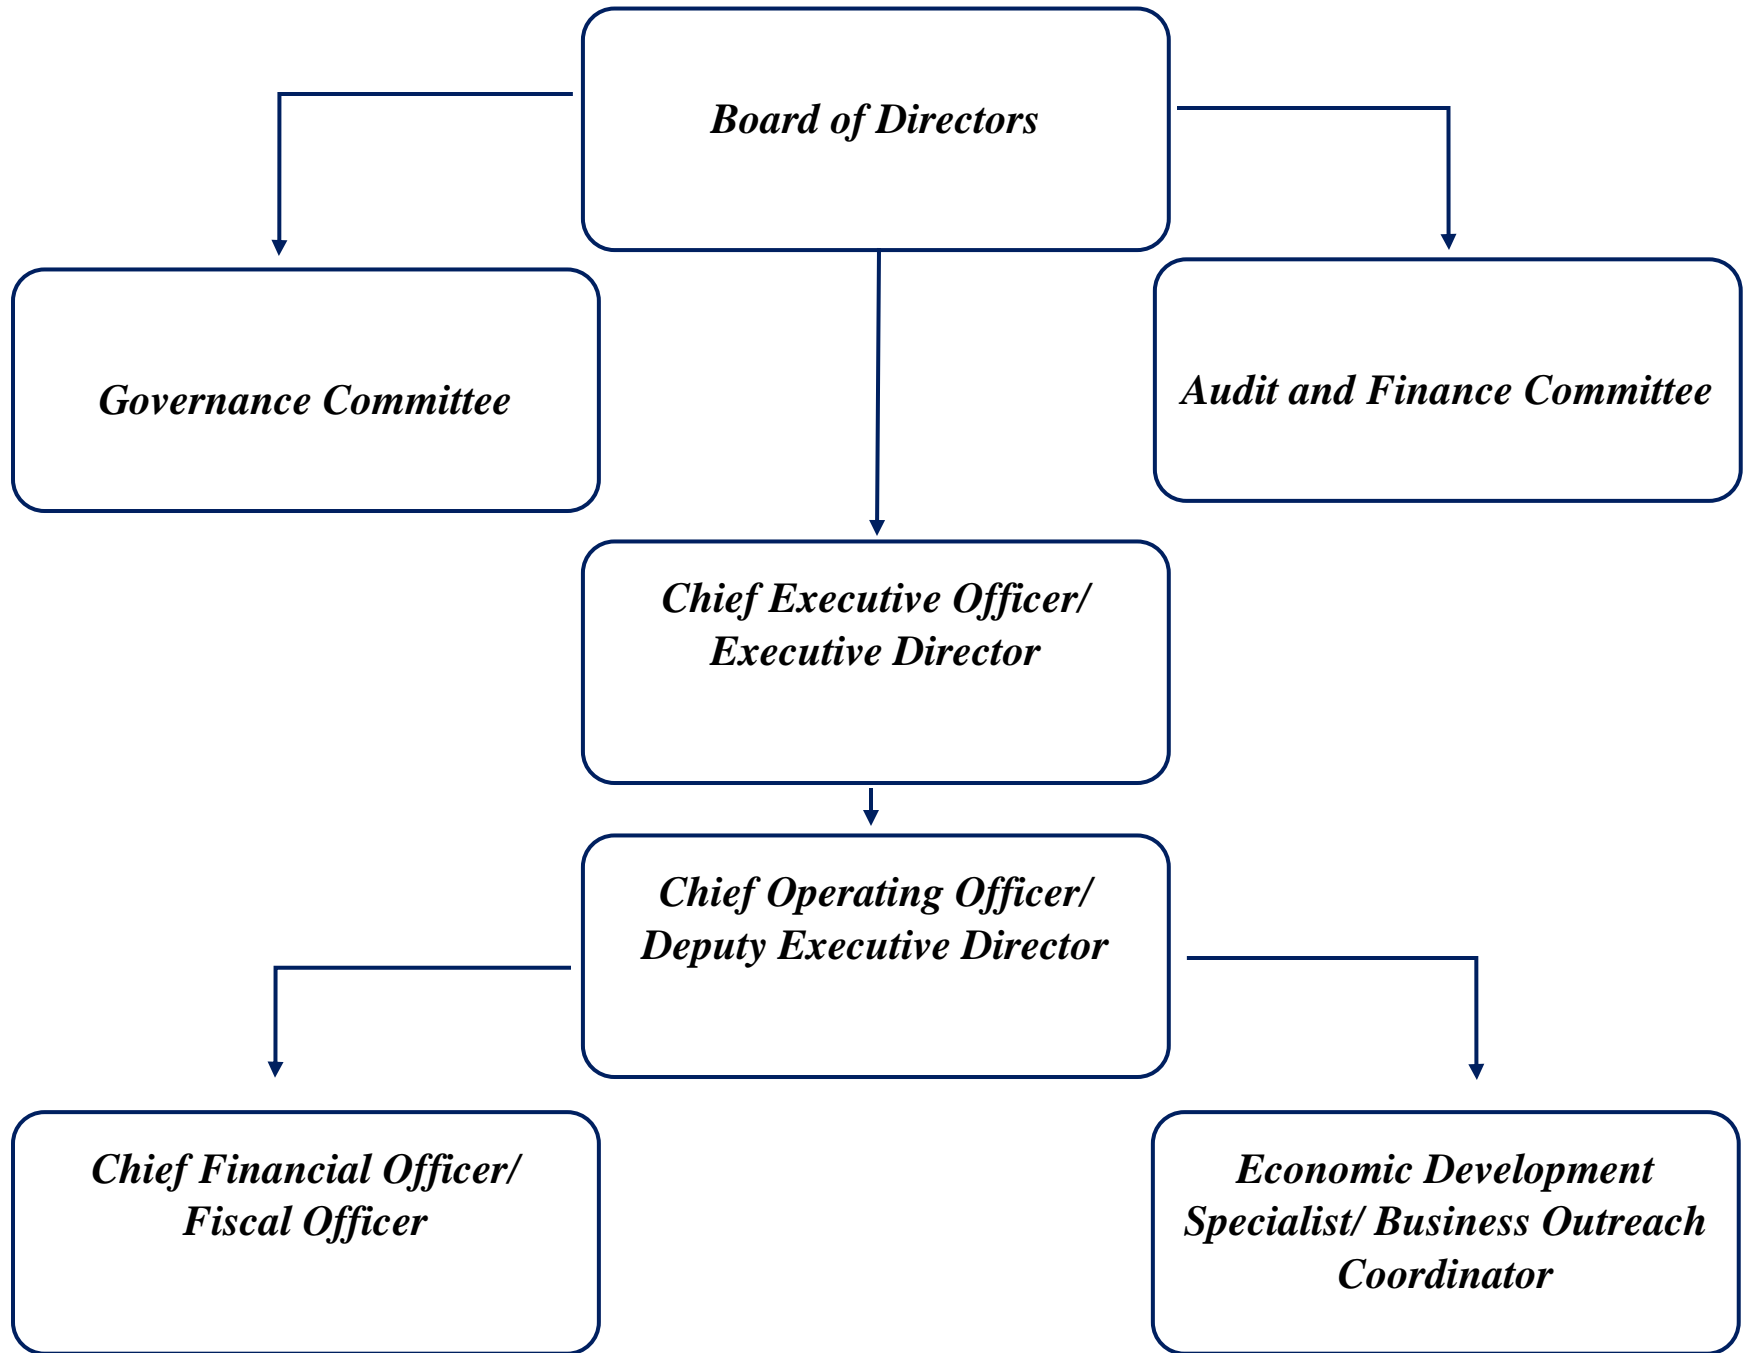 Board of Directors
Governance Committee
Audit and Finance Committee
Chief Executive Officer/
Executive Director
Chief Operating Officer/
Deputy Executive Director
Chief Financial Officer/
Fiscal Officer
Economic Development
Specialist/ Business Outreach
Coordinator